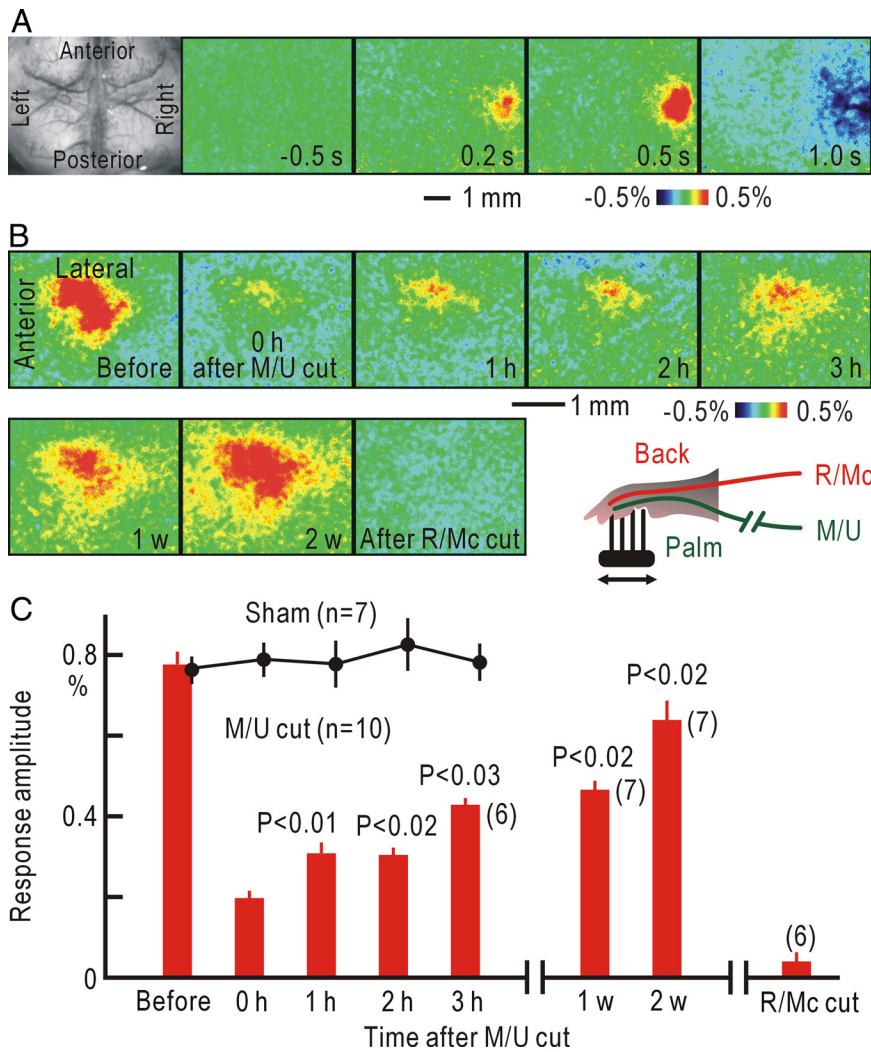 A
Anterior
Left
Right
Posterior
-0.5 s
0.2 s
0.5 s
1.0 s
1 mm
-0.5%
0.5%
B
Lateral
Anterior
Before
0 h
after M/U cut
1 h
2 h
3 h
1 mm
-0.5%
0.5%
1 w
2 w
After R/Mc cut
Back
R/Mc
M/U
Palm
C
Sham (n=7)
0.8
%
M/U cut (n=10)
P<0.01
P<0.02
P<0.03
(6)
P<0.02
(7)
P<0.02
(7)
(6)
0.4
0
Response amplitude
Before
0 h
1 h
2 h
3 h
1 w
2 w
R/Mc cut
Time after M/U cut